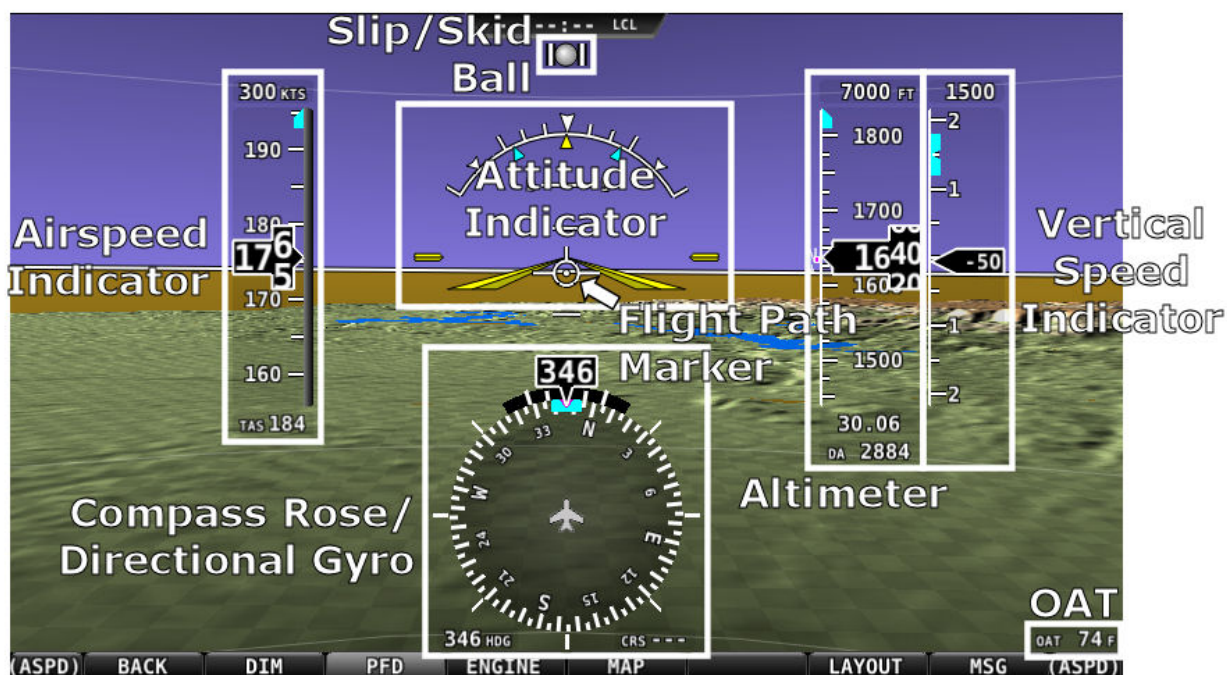 --:-- LCL
Slip/Skid
Ball
300 KTS
190
180
176
5
170
160
TAS 184
Airspeed
Indicator
Attitude
Indicator
Flight Path
Marker
7000 FT
1800
1700
1640
20
1600
1500
30.06
DA 2884
Altimeter
1500
2
1
-50
1
2
Vertical
Speed
Indicator
346
33
N
3
6
E
12
15
S
21
24
W
30
346 HDG
CRS ---
Compass Rose/
Directional Gyro
OAT
OAT 74 F
(ASPD) BACK DIM PFD ENGINE MAP LAYOUT MSG (ASPD)